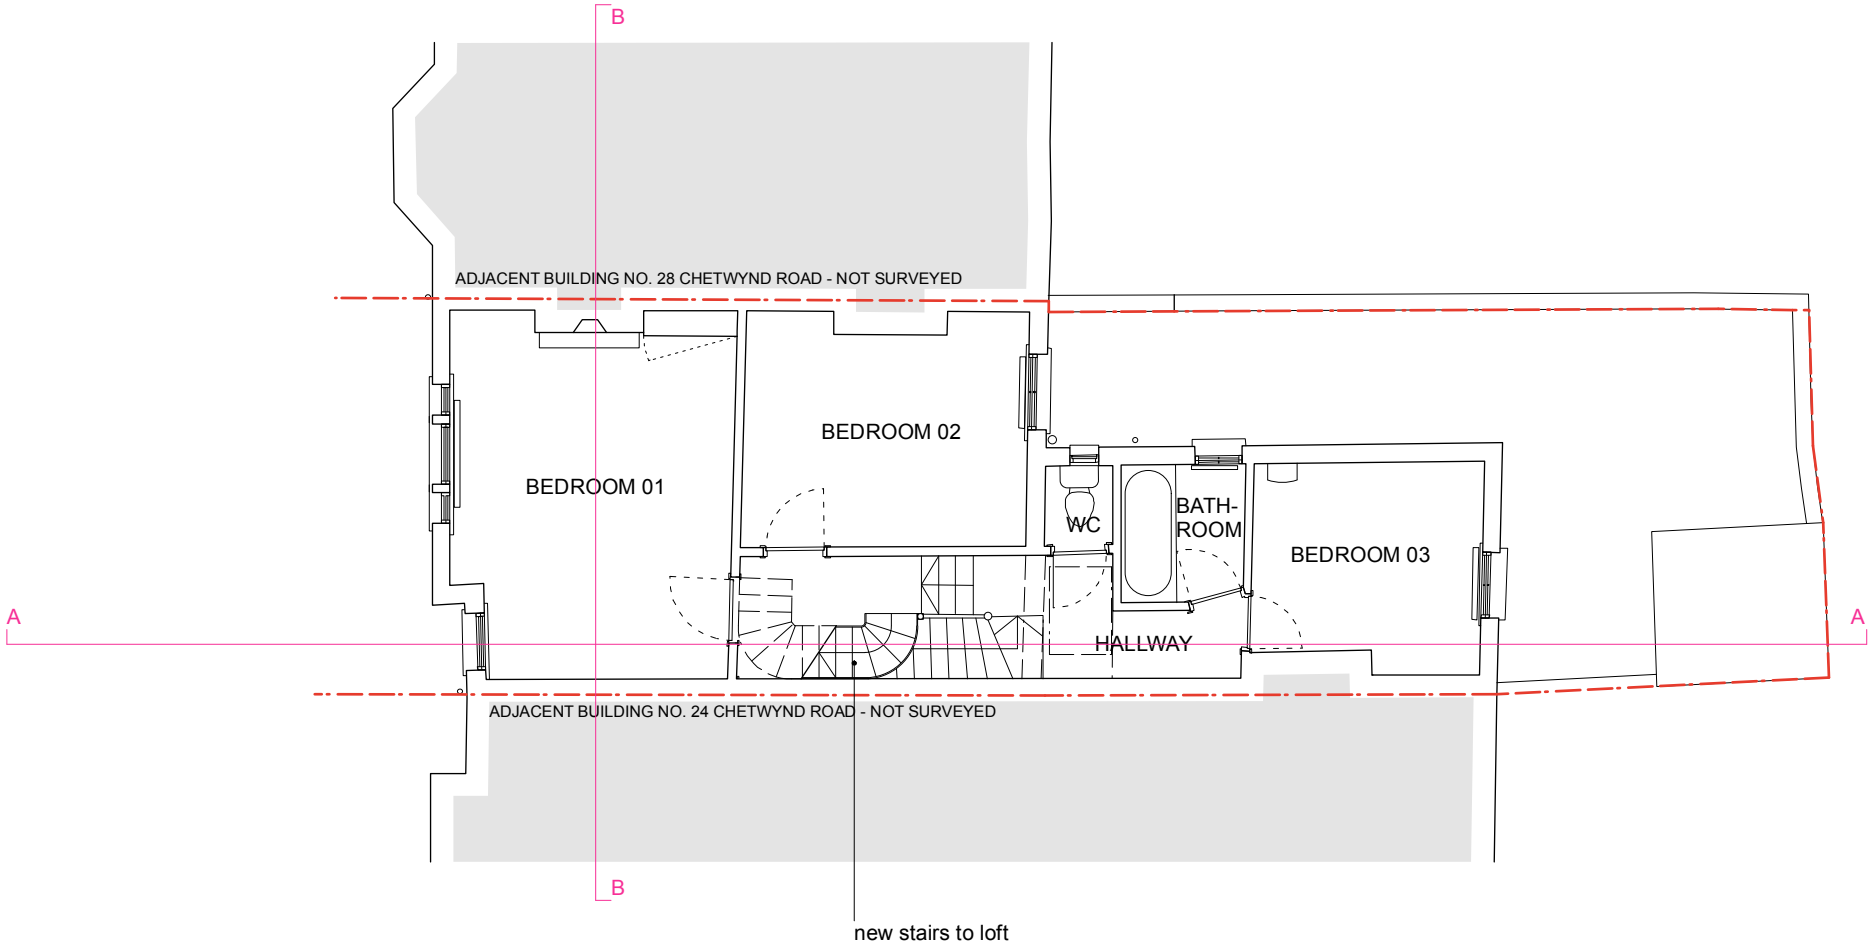 B
ADJACENT BUILDING NO. 28 CHETWYND ROAD - NOT SURVEYED
BEDROOM 02
BEDROOM 01
WC
BATH-
ROOM
BEDROOM 03
A
HALLWAY
A
ADJACENT BUILDING NO. 24 CHETWYND ROAD - NOT SURVEYED
B
new stairs to loft